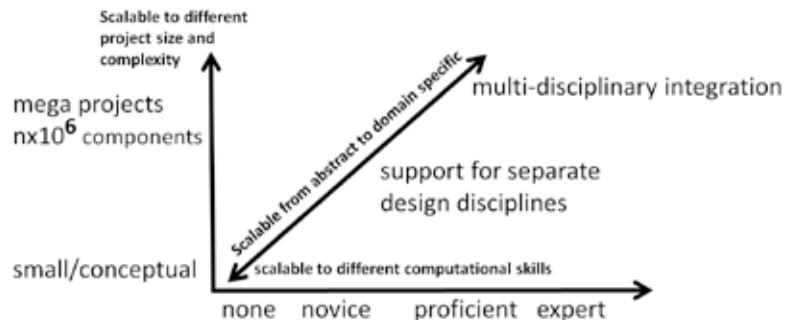 Scalable to different
project size and
complexity
mega projects
nx10⁶ components
multi-disciplinary integration
Scalable from abstract to domain specific
support for separate
design disciplines
small/conceptual
scalable to different computational skills
none novice proficient expert